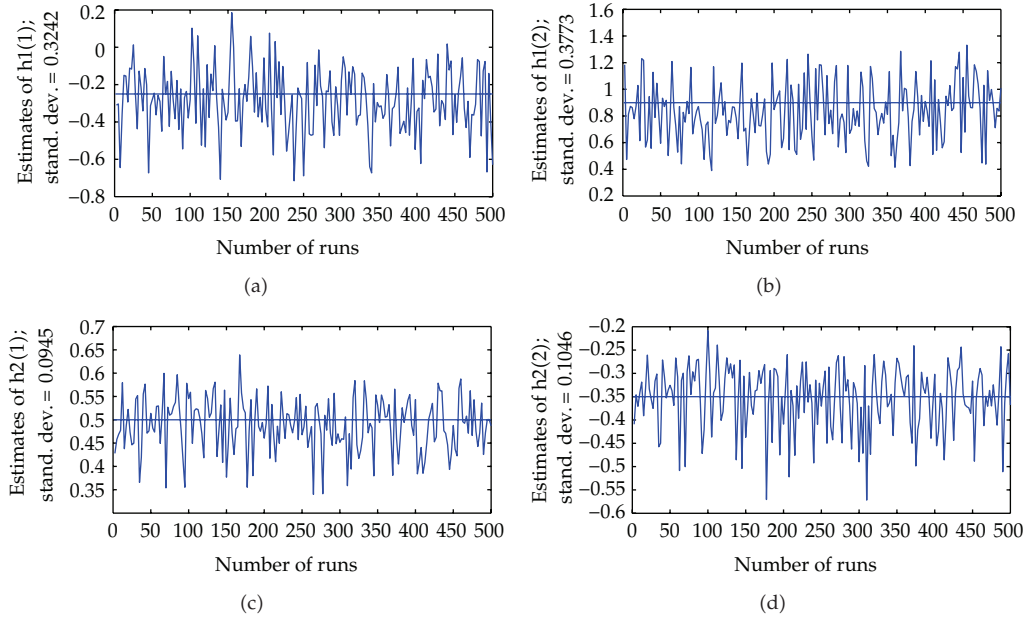 Estimates of h1(1);
stand. dev. = 0.3242
0.2
0
−0.2
−0.4
−0.6
−0.8
0 50 100 150 200 250 300 350 400 450 500
Number of runs
(a)
Estimates of h1(2);
stand. dev. = 0.3773
1.6
1.4
1.2
1
0.8
0.6
0.4
0.2
0 50 100 150 200 250 300 350 400 450 500
Number of runs
(b)
Estimates of h2(1);
stand. dev. = 0.0945
0.7
0.65
0.6
0.55
0.5
0.45
0.4
0.35
0 50 100 150 200 250 300 350 400 450 500
Number of runs
(c)
Estimates of h2(2);
stand. dev. = 0.1046
−0.2
−0.25
−0.3
−0.35
−0.4
−0.45
−0.5
−0.55
−0.6
0 50 100 150 200 250 300 350 400 450 500
Number of runs
(d)